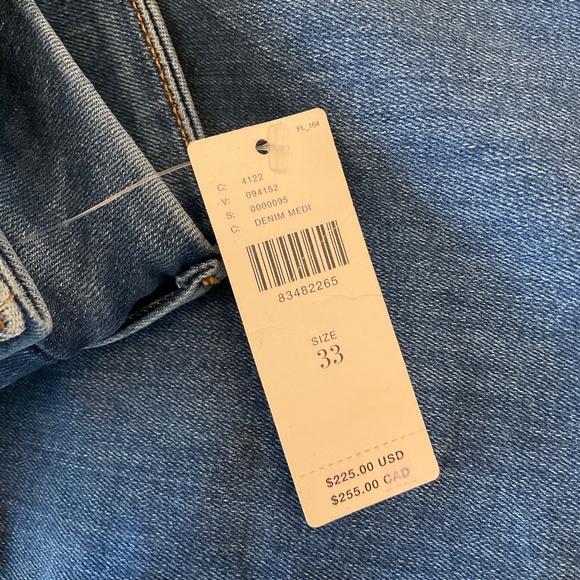 FL_164
C: 4122
V: 094152
S: 0000095
C: DENIM MEDI
83482265
SIZE
33
$225.00 USD
$255.00 CAD